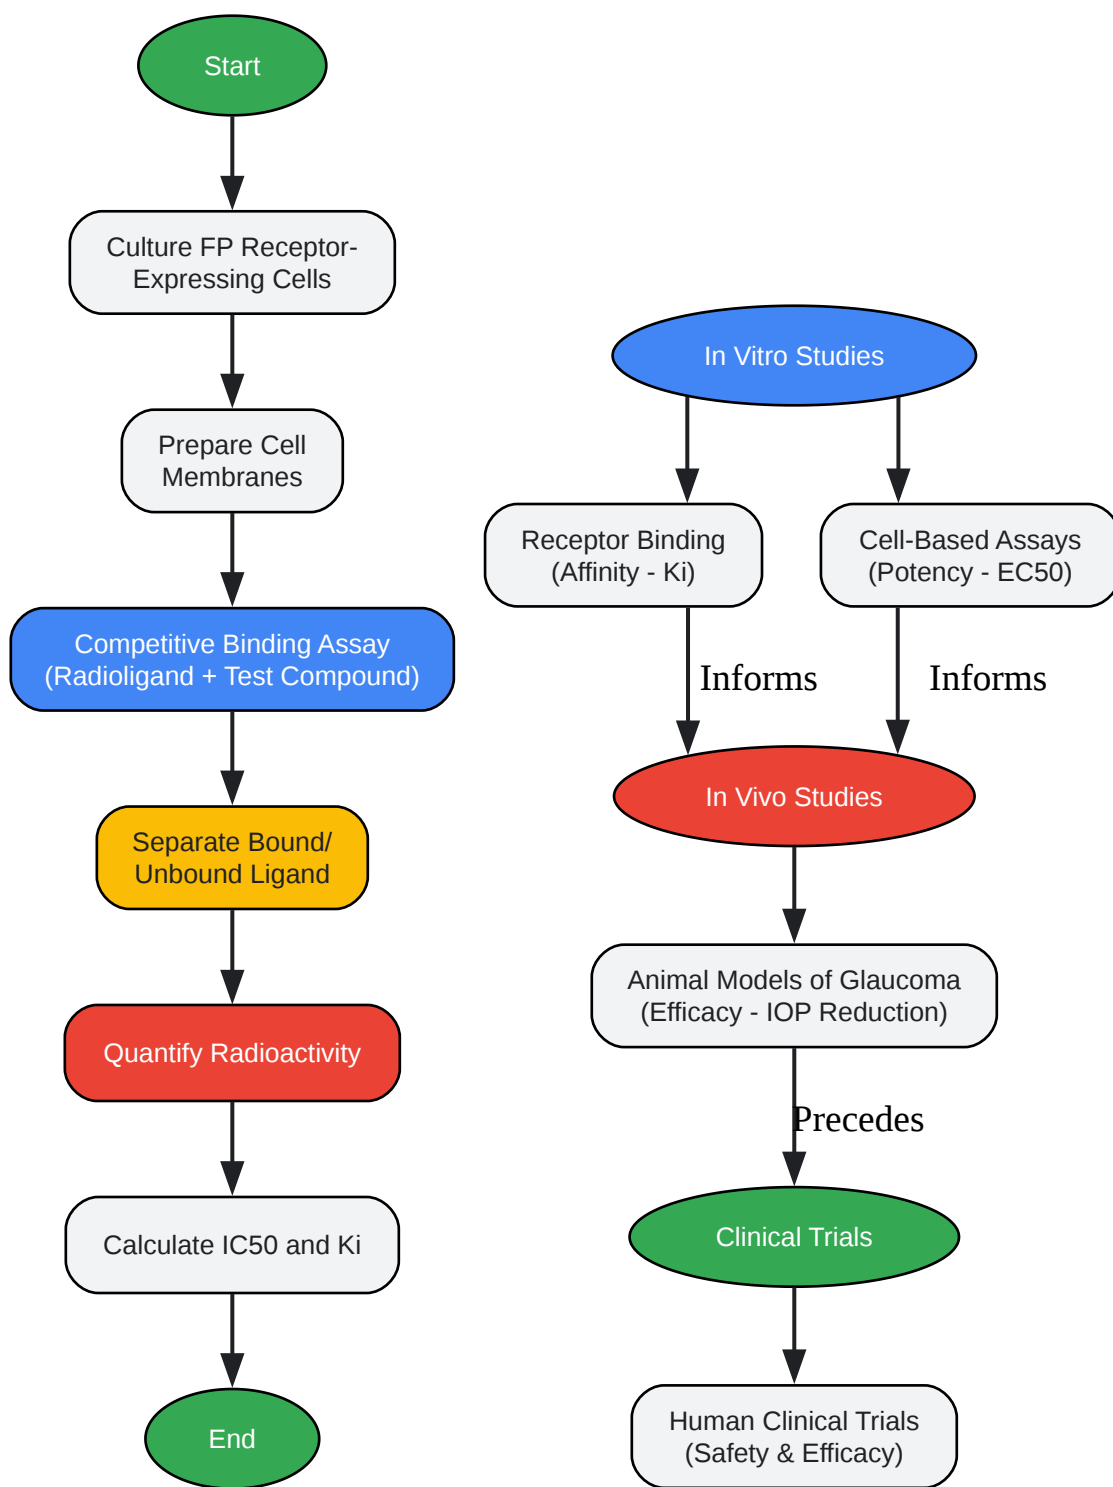 Start
Culture FP Receptor-
Expressing Cells
Prepare Cell
Membranes
Competitive Binding Assay
(Radioligand + Test Compound)
Separate Bound/
Unbound Ligand
Quantify Radioactivity
Calculate IC50 and Ki
End
In Vitro Studies
Receptor Binding
(Affinity - Ki)
Cell-Based Assays
(Potency - EC50)
Informs
Informs
In Vivo Studies
Animal Models of Glaucoma
(Efficacy - IOP Reduction)
Precedes
Clinical Trials
Human Clinical Trials
(Safety & Efficacy)